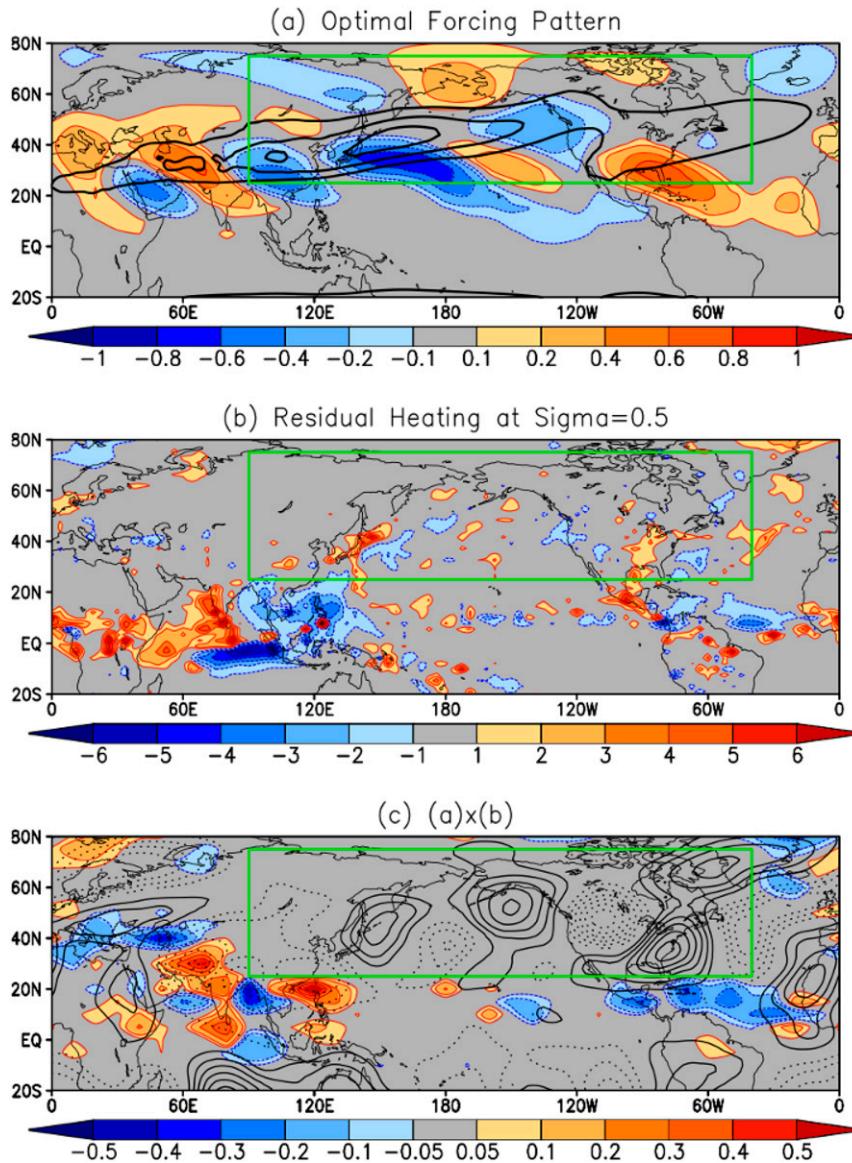 (a) Optimal Forcing Pattern
80N
60N
40N
20N
EQ
20S
0 60E 120E 180 120W 60W 0
−1 −0.8 −0.6 −0.4 −0.2 −0.1 0.1 0.2 0.4 0.6 0.8 1
(b) Residual Heating at Sigma=0.5
80N
60N
40N
20N
EQ
20S
0 60E 120E 180 120W 60W 0
−6 −5 −4 −3 −2 −1 1 2 3 4 5 6
(c) (a)x(b)
80N
60N
40N
20N
EQ
20S
0 60E 120E 180 120W 60W 0
−0.5 −0.4 −0.3 −0.2 −0.1 −0.05 0.05 0.1 0.2 0.3 0.4 0.5